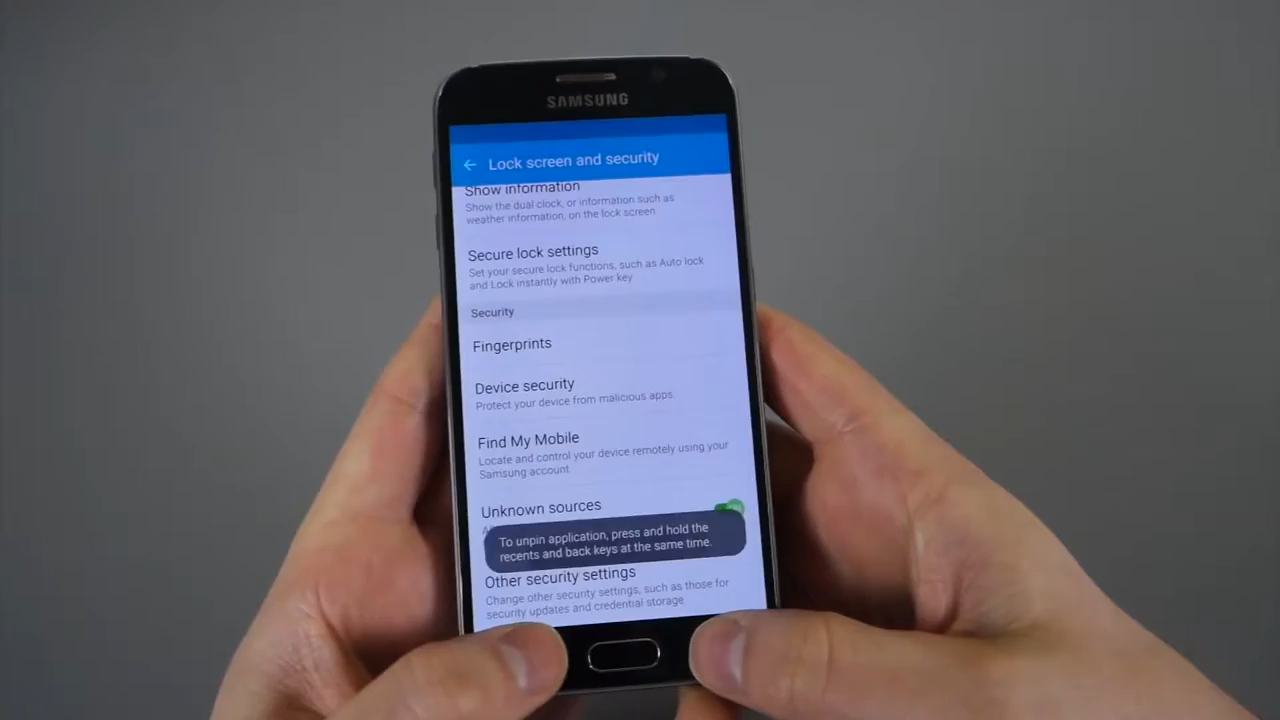 SAMSUNG
Lock screen and security
Show information
Show the dual clock, or information such as
weather information, on the lock screen
Secure lock settings
Set your secure lock functions, such as Auto lock
and Lock instantly with Power key
Security
Fingerprints
Device security
Protect your device from malicious apps.
Find My Mobile
Locate and control your device remotely using your
Samsung account
Unknown sources
To unpin application, press and hold the
recents and back keys at the same time.
Other security settings
Change other security settings, such as those for
security updates and credential storage